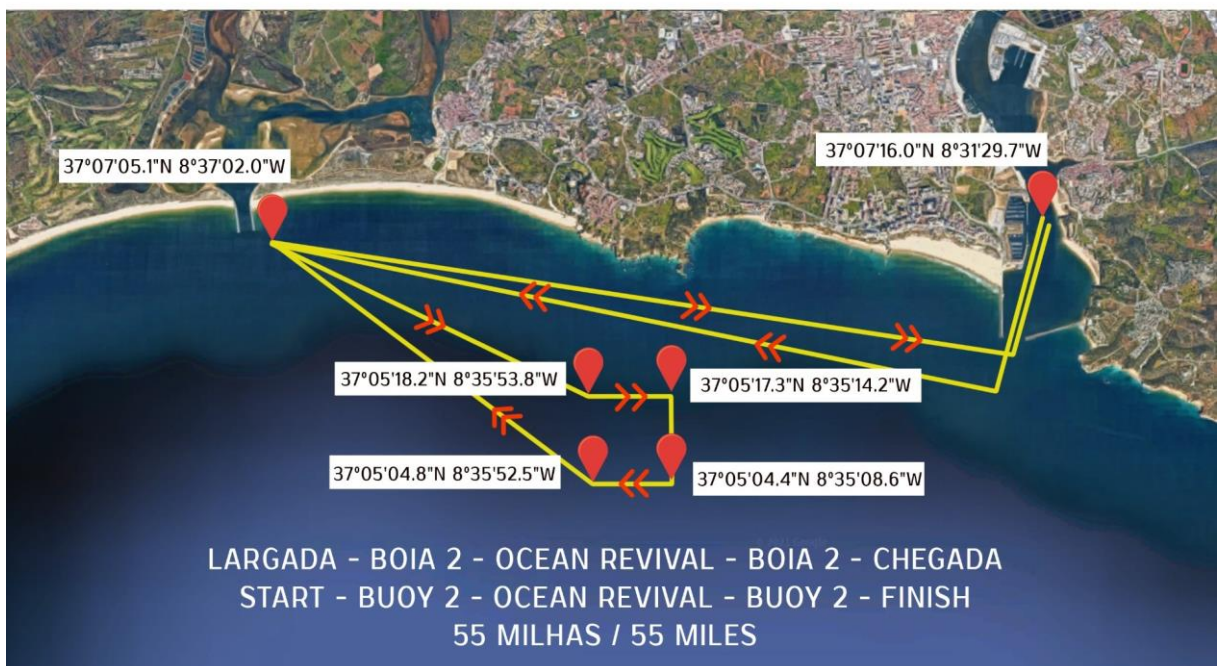 37°07'05.1"N 8°37'02.0"W
37°07'16.0"N 8°31'29.7"W
37°05'18.2"N 8°35'53.8"W
37°05'17.3"N 8°35'14.2"W
37°05'04.8"N 8°35'52.5"W
37°05'04.4"N 8°35'08.6"W
LARGADA - BOIA 2 - OCEAN REVIVAL - BOIA 2 - CHEGADA
START - BUOY 2 - OCEAN REVIVAL - BUOY 2 - FINISH
55 MILHAS / 55 MILES